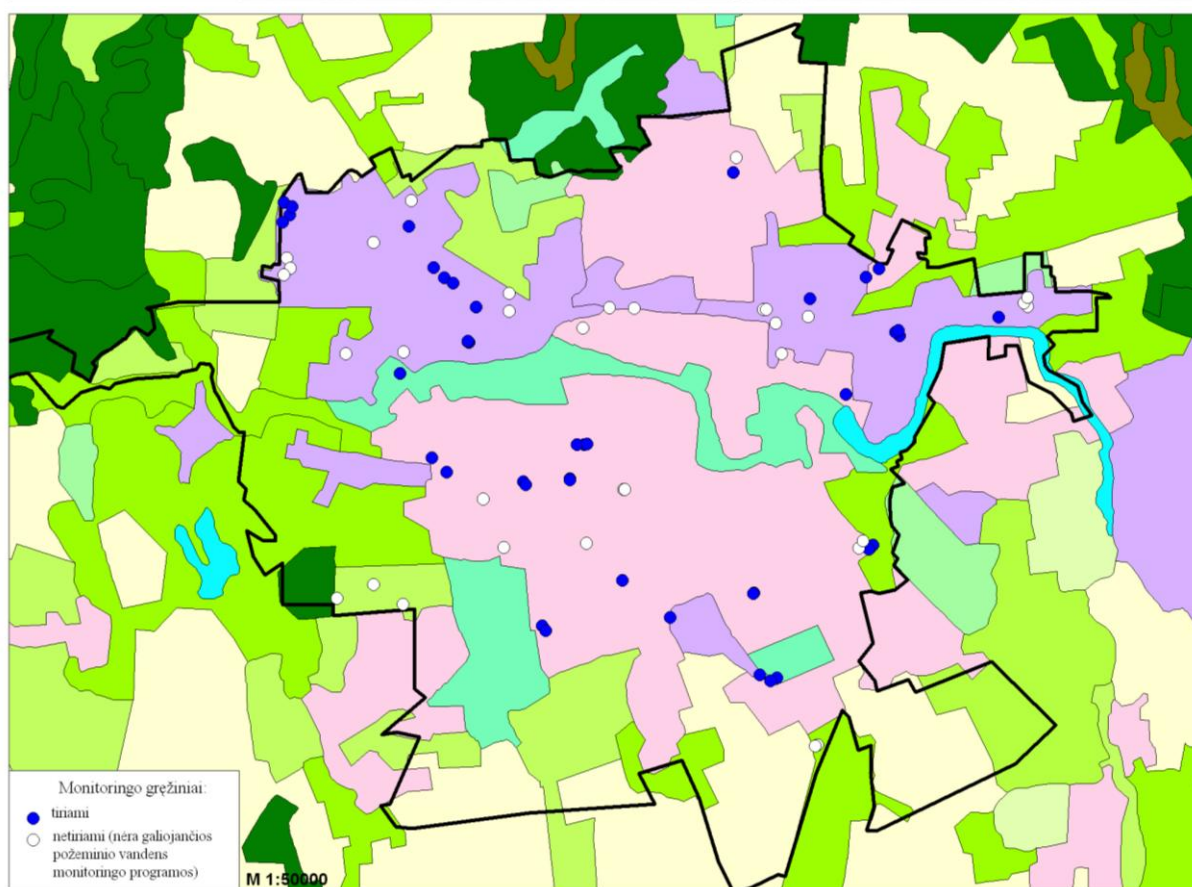 Monitoringo gręžiniai:
tiriami
netiriami (nėra galiojančios
požeminio vandens
monitoringo programos)
M 1:50000